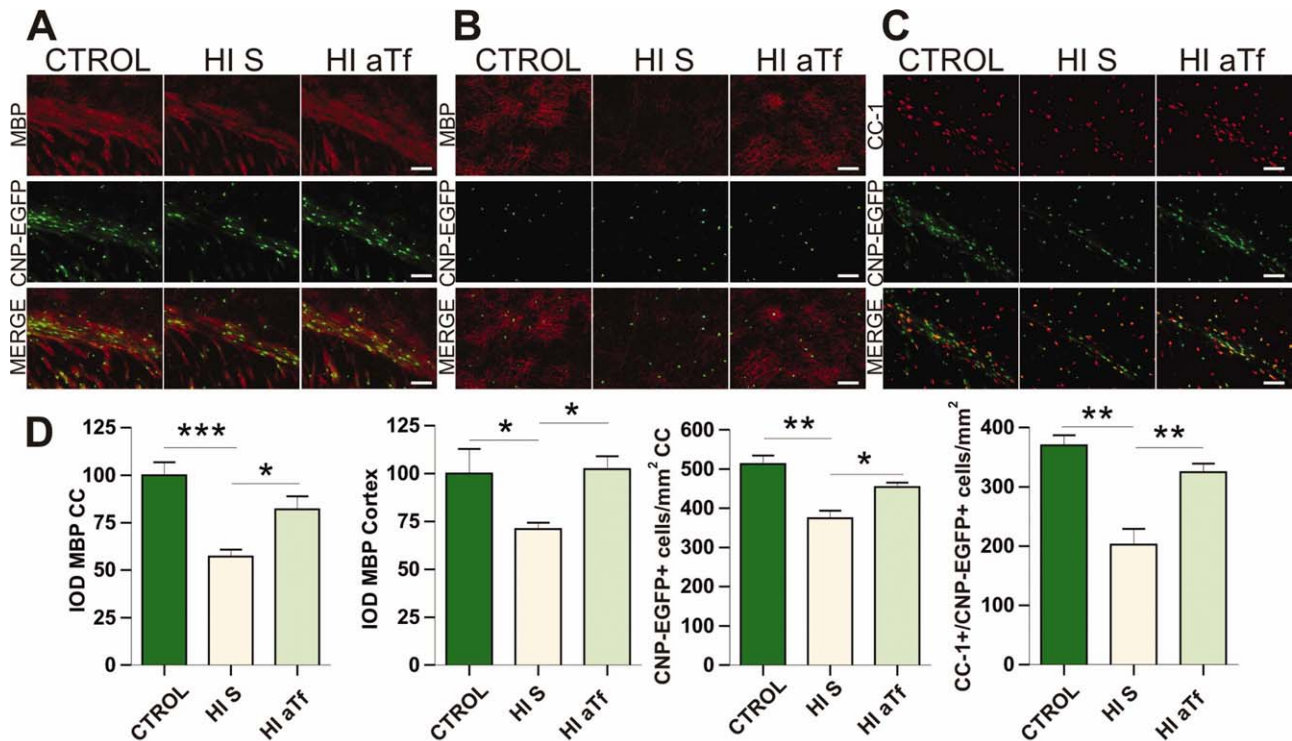 A
CTROL HI S HI aTf
MBP
CNP-EGFP
MERGE
B
CTROL HI S HI aTf
MBP
CNP-EGFP
MERGE
C
CTROL HI S HI aTf
CC-1
CNP-EGFP
MERGE
D
IOD MBP CC
125
100
75
50
25
0
***
*
CTROL
HI S
HI aTf
IOD MBP Cortex
125
100
75
50
25
0
*
*
CTROL
HI S
HI aTf
CNP-EGFP+ cells/mm² CC
600
500
400
300
200
100
0
**
*
CTROL
HI S
HI aTf
CC-1+/CNP-EGFP+ cells/mm²
400
300
200
100
0
**
**
CTROL
HI S
HI aTf